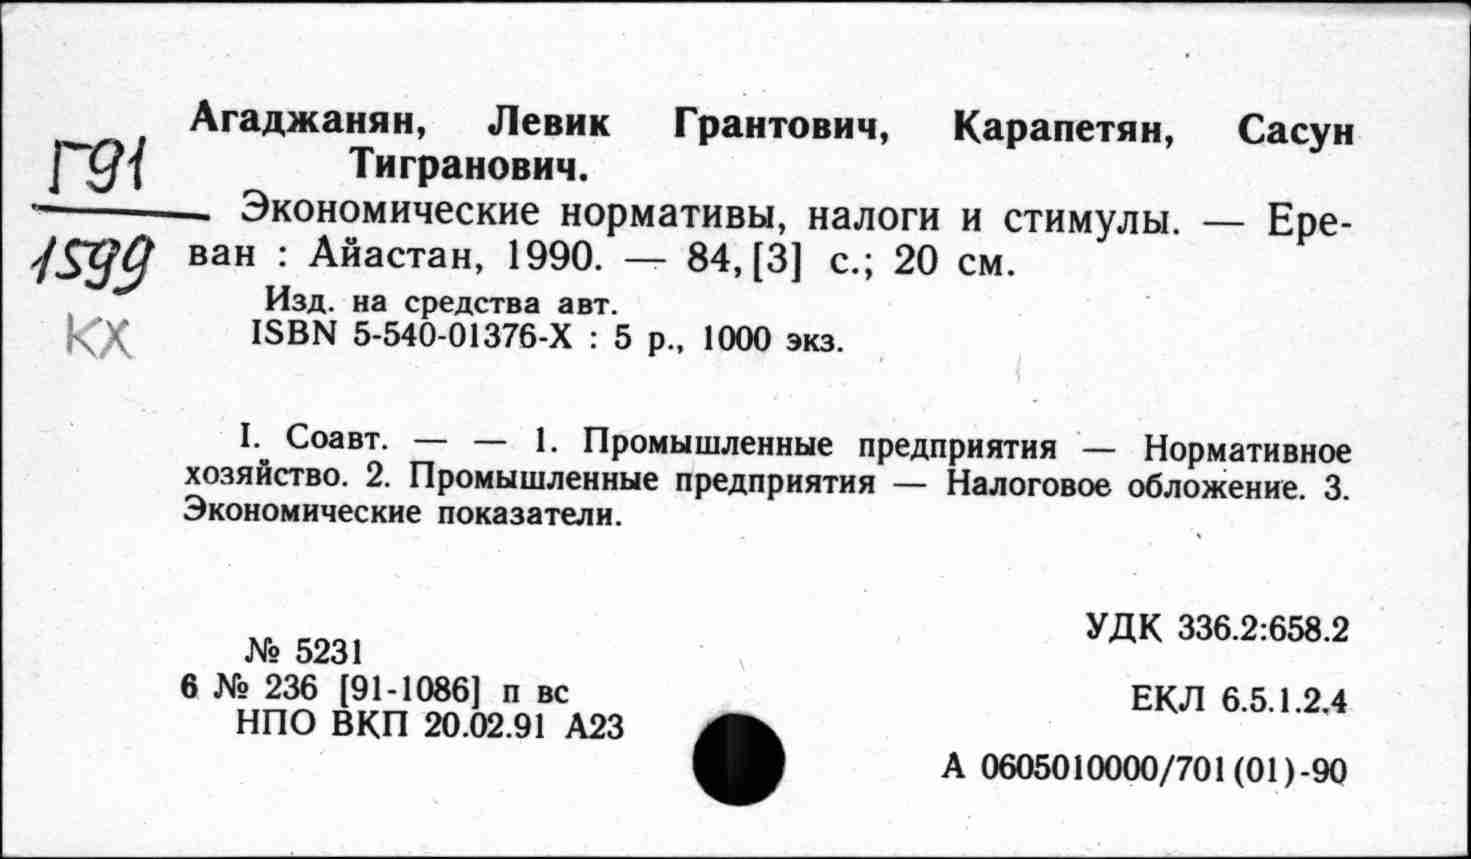 Агаджанян, Левик Грантович, Карапетян, Сасун
Тигранович.
Г91
Экономические нормативы, налоги и стимулы. — Ере-
1599
ван : Айастан, 1990. — 84, [3] с.; 20 см.
Изд. на средства авт.
КХ
ISBN 5-540-01376-X : 5 р., 1000 экз.
I. Соавт. — — 1. Промышленные предприятия — Нормативное
хозяйство. 2. Промышленные предприятия — Налоговое обложение. 3.
Экономические показатели.
УДК 336.2:658.2
№ 5231
6 № 236 [91-1086] п вс
ЕКЛ 6.5.1.2.4
НПО ВКП 20.02.91 А23
А 0605010000/701(01)-90